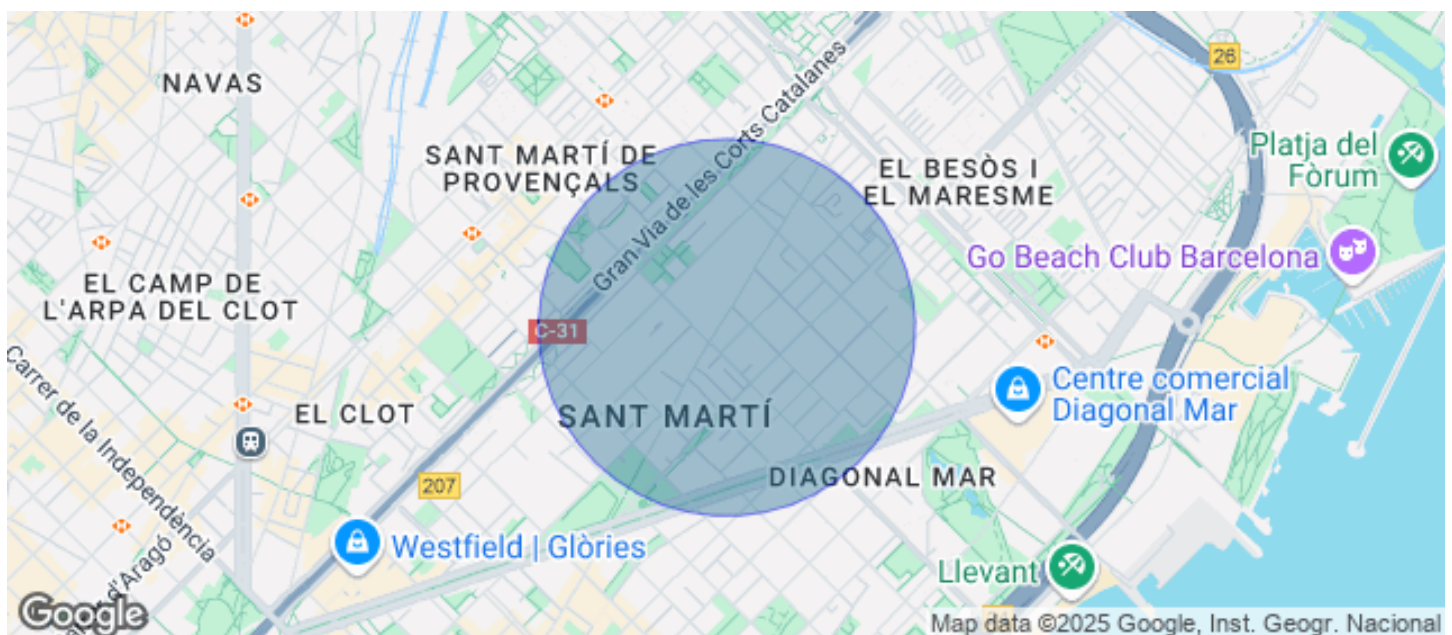 NAVAS
SANT MARTÍ DE
PROVENÇALS
Gran Via de les Corts Catalanes
26
EL BESÒS I
EL MARESME
Platja del
Fòrum
Go Beach Club Barcelona
EL CAMP DE
L'ARPA DEL CLOT
C-31
Carrer de la Independència
EL CLOT
SANT MARTÍ
Centre comercial
Diagonal Mar
207
DIAGONAL MAR
Westfield | Glòries
d'Aragó
Llevant
Google
Map data ©2025 Google, Inst. Geogr. Nacional